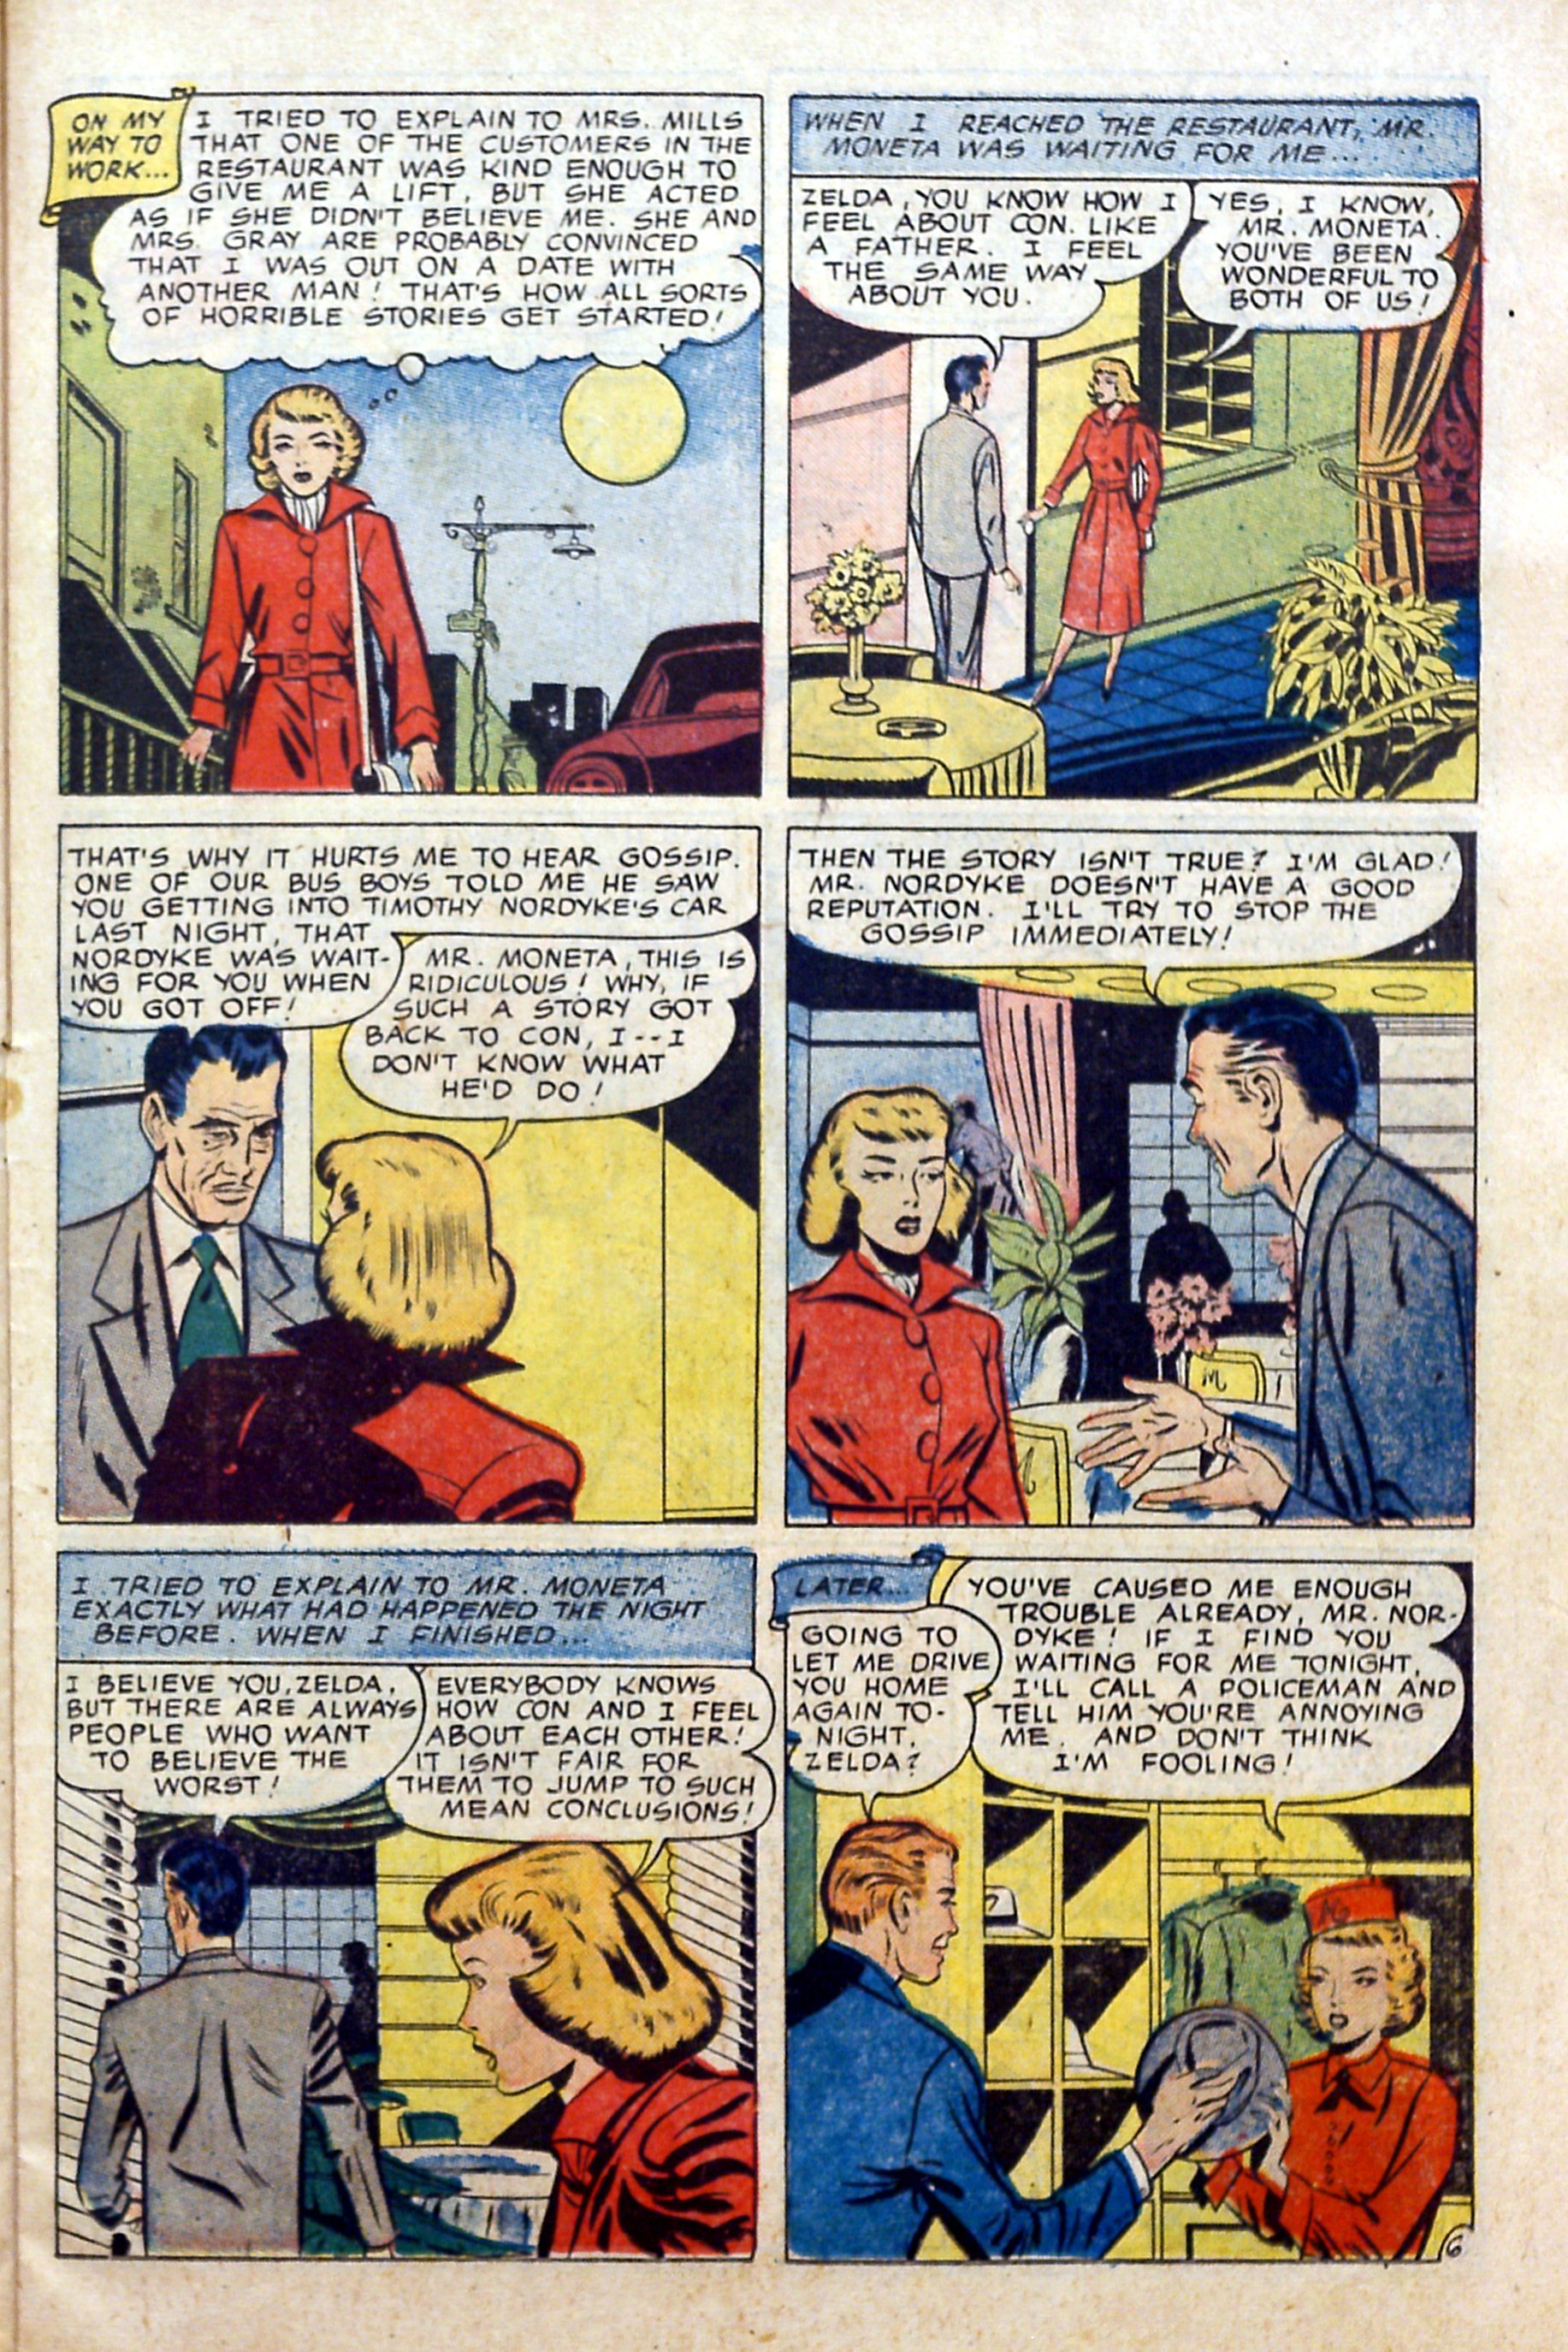 ON MY
WAY TO
WORK...
I TRIED TO EXPLAIN TO MRS. MILLS
THAT ONE OF THE CUSTOMERS IN THE
RESTAURANT WAS KIND ENOUGH TO
GIVE ME A LIFT, BUT SHE ACTED
AS IF SHE DIDN'T BELIEVE ME. SHE AND
MRS. GRAY ARE PROBABLY CONVINCED
THAT I WAS OUT ON A DATE WITH
ANOTHER MAN! THAT'S HOW ALL SORTS
OF HORRIBLE STORIES GET STARTED!
WHEN I REACHED THE RESTAURANT, MR.
MONETA WAS WAITING FOR ME...
ZELDA, YOU KNOW HOW I
FEEL ABOUT CON. LIKE
A FATHER. I FEEL
THE SAME WAY
ABOUT YOU.
YES, I KNOW,
MR. MONETA.
YOU'VE BEEN
WONDERFUL TO
BOTH OF US!
THAT'S WHY IT HURTS ME TO HEAR GOSSIP.
ONE OF OUR BUS BOYS TOLD ME HE SAW
YOU GETTING INTO TIMOTHY NORDYKE'S CAR
LAST NIGHT, THAT
NORDYKE WAS WAIT-
ING FOR YOU WHEN
YOU GOT OFF!
MR. MONETA, THIS IS
RIDICULOUS! WHY, IF
SUCH A STORY GOT
BACK TO CON, I--I
DON'T KNOW WHAT
HE'D DO!
THEN THE STORY ISN'T TRUE? I'M GLAD!
MR. NORDYKE DOESN'T HAVE A GOOD
REPUTATION. I'LL TRY TO STOP THE
GOSSIP IMMEDIATELY!
M
I TRIED TO EXPLAIN TO MR. MONETA
EXACTLY WHAT HAD HAPPENED THE NIGHT
BEFORE. WHEN I FINISHED...
I BELIEVE YOU, ZELDA,
BUT THERE ARE ALWAYS
PEOPLE WHO WANT
TO BELIEVE THE
WORST!
EVERYBODY KNOWS
HOW CON AND I FEEL
ABOUT EACH OTHER!
IT ISN'T FAIR FOR
THEM TO JUMP TO SUCH
MEAN CONCLUSIONS!
LATER...
GOING TO
LET ME DRIVE
YOU HOME
AGAIN TO-
NIGHT,
ZELDA?
YOU'VE CAUSED ME ENOUGH
TROUBLE ALREADY, MR. NOR-
DYKE! IF I FIND YOU
WAITING FOR ME TONIGHT,
I'LL CALL A POLICEMAN AND
TELL HIM YOU'RE ANNOYING
ME. AND DON'T THINK
I'M FOOLING!
6